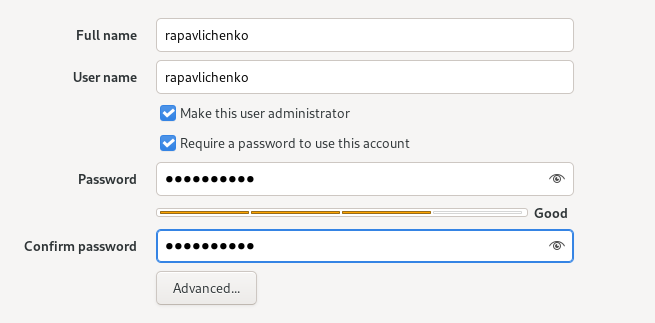 Full name rapavlichenko
User name rapavlichenko
Make this user administrator
Require a password to use this account
Password ●●●●●●●●●●
Good
Confirm password ●●●●●●●●●●
Advanced...